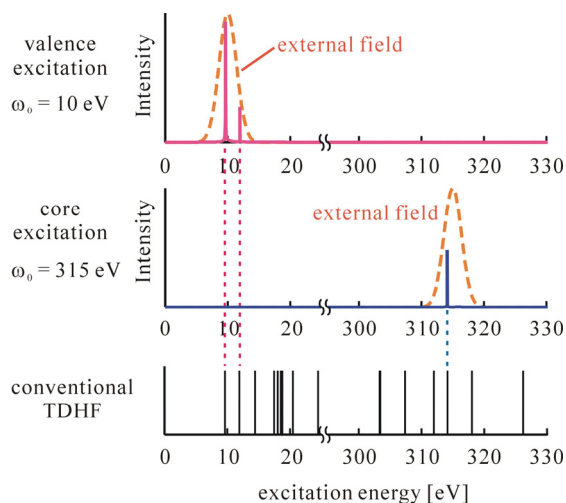 valence
excitation
ω₀ = 10 eV
Intensity
external field
0 10 20 300 310 320 330
core
excitation
ω₀ = 315 eV
Intensity
external field
0 10 20 300 310 320 330
conventional
TDHF
0 10 20 300 310 320 330
excitation energy [eV]